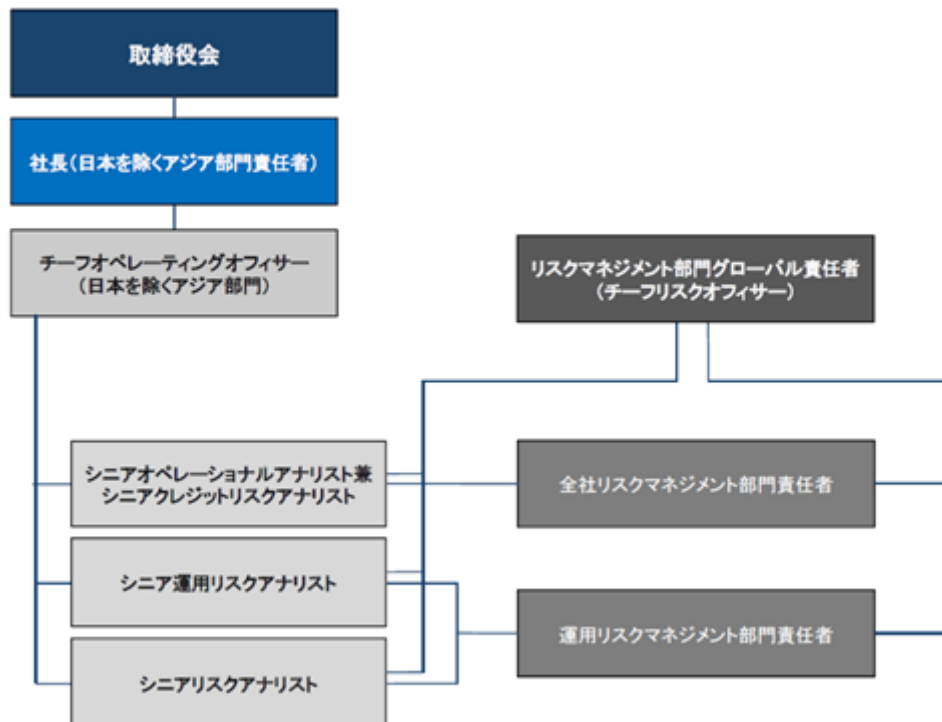 取締役会
社長(日本を除くアジア部門責任者)
チーフオペレーティングオフィサー
(日本を除くアジア部門)
リスクマネジメント部門グローバル責任者
(チーフリスクオフィサー)
シニアオペレーショナルアナリスト兼
シニアクレジットリスクアナリスト
全社リスクマネジメント部門責任者
シニア運用リスクアナリスト
運用リスクマネジメント部門責任者
シニアリスクアナリスト